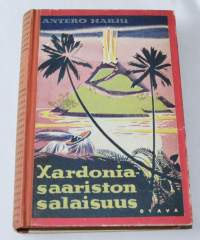 ANTERO HARJU
Xardonia-
saariston
salaisuus
OTAVA